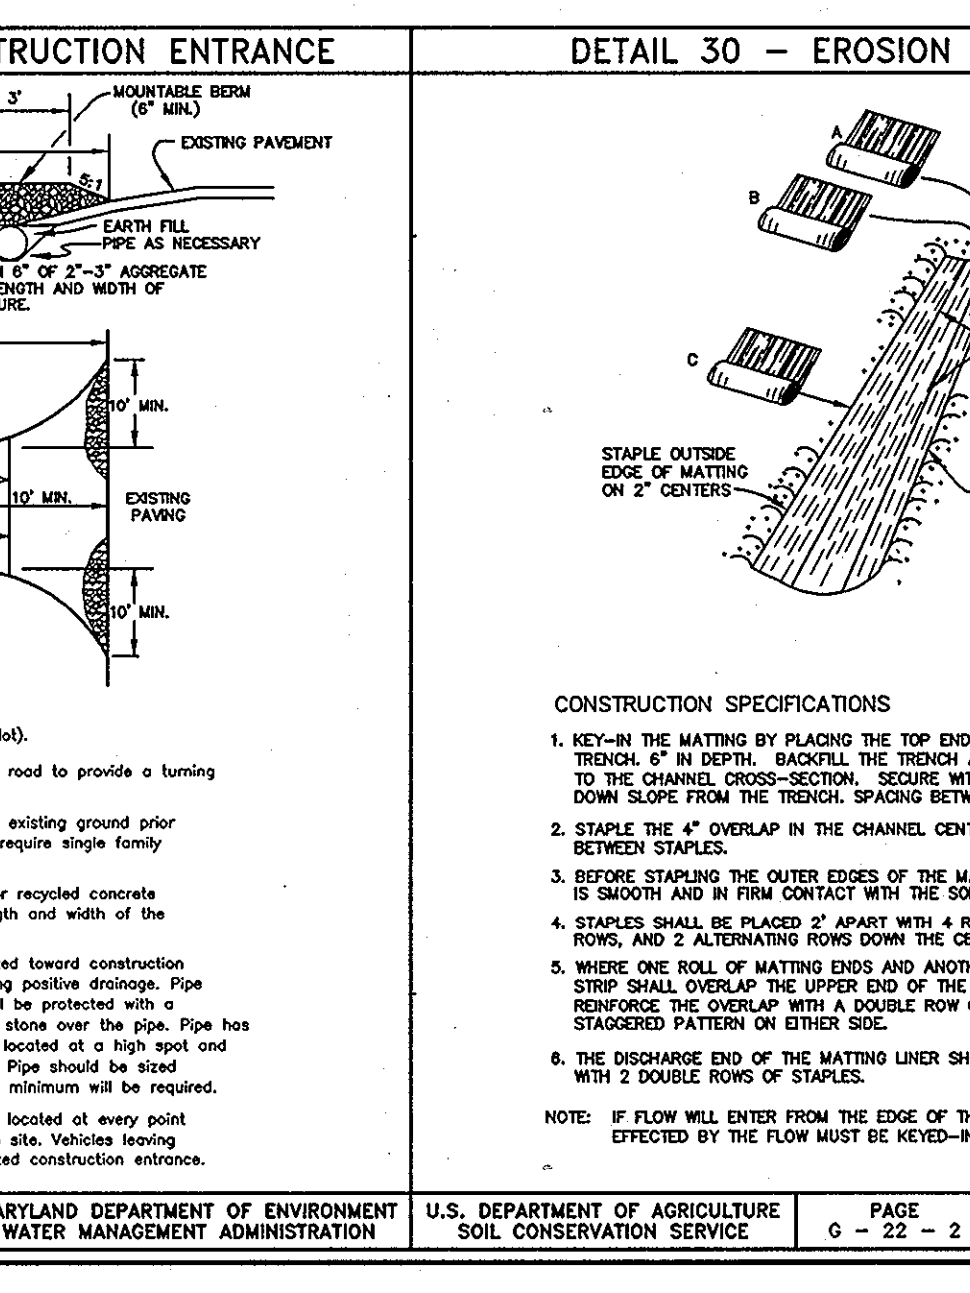 TRUCTION ENTRANCE
3'
MOUNTABLE BERM
(6" MIN.)
EXISTING PAVEMENT
5:1
EARTH FILL
PIPE AS NECESSARY
6" OF 2"-3" AGGREGATE
ENGTH AND WIDTH OF
URE.
10' MIN.
10' MIN.
EXISTING
PAVING
10' MIN.
lot).
road to provide a turning
existing ground prior
require single family
r recycled concrete
gth and width of the
ed toward construction
ng positive drainage. Pipe
l be protected with a
stone over the pipe. Pipe has
located at a high spot and
Pipe should be sized
minimum will be required.
located at every point
site. Vehicles leaving
ed construction entrance.
ARYLAND DEPARTMENT OF ENVIRONMENT
WATER MANAGEMENT ADMINISTRATION
DETAIL 30 - EROSION
A
B
C
STAPLE OUTSIDE
EDGE OF MATTING
ON 2" CENTERS
CONSTRUCTION SPECIFICATIONS
1. KEY-IN THE MATTING BY PLACING THE TOP END
TRENCH. 6" IN DEPTH. BACKFILL THE TRENCH
TO THE CHANNEL CROSS-SECTION. SECURE WIT
DOWN SLOPE FROM THE TRENCH. SPACING BETW
2. STAPLE THE 4" OVERLAP IN THE CHANNEL CENT
BETWEEN STAPLES.
3. BEFORE STAPLING THE OUTER EDGES OF THE MA
IS SMOOTH AND IN FIRM CONTACT WITH THE SO
4. STAPLES SHALL BE PLACED 2' APART WITH 4 R
ROWS, AND 2 ALTERNATING ROWS DOWN THE CE
5. WHERE ONE ROLL OF MATTING ENDS AND ANOTH
STRIP SHALL OVERLAP THE UPPER END OF THE
REINFORCE THE OVERLAP WITH A DOUBLE ROW
STAGGERED PATTERN ON EITHER SIDE.
6. THE DISCHARGE END OF THE MATTING LINER SH
WITH 2 DOUBLE ROWS OF STAPLES.
NOTE: IF FLOW WILL ENTER FROM THE EDGE OF TH
EFFECTED BY THE FLOW MUST BE KEYED-IN
U.S. DEPARTMENT OF AGRICULTURE
SOIL CONSERVATION SERVICE
PAGE
G - 22 - 2